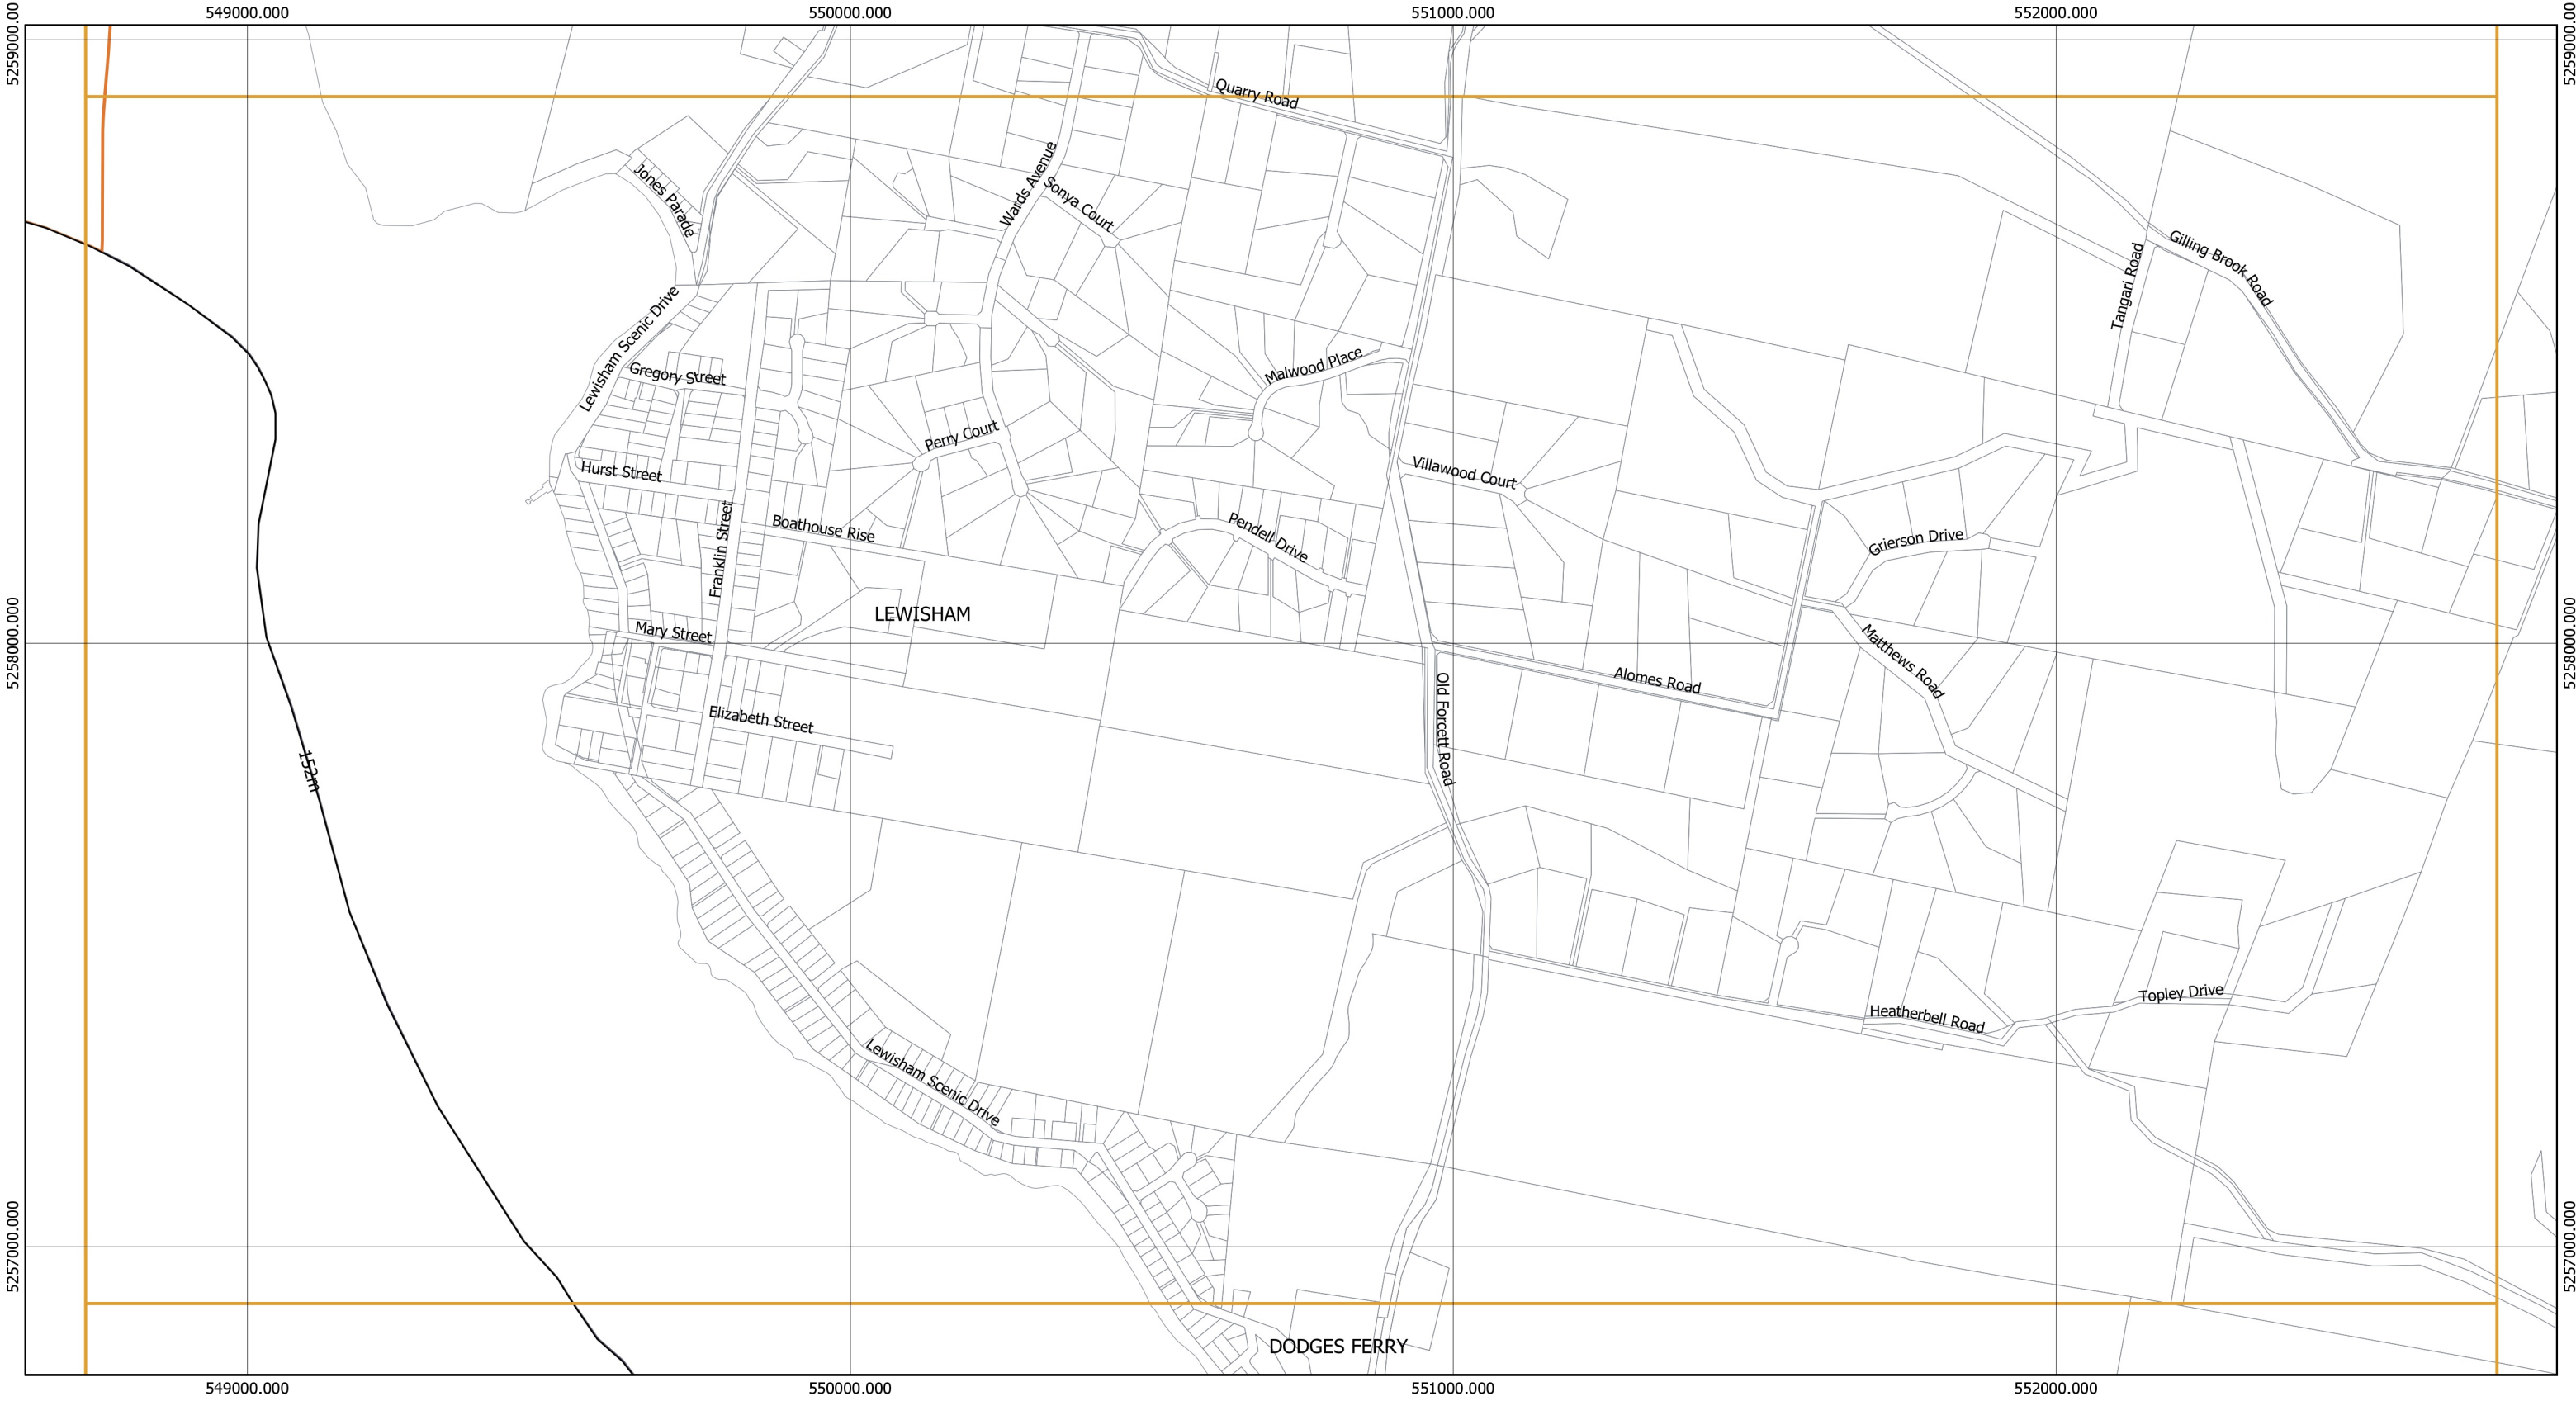 549000.000
550000.000
551000.000
552000.000
5259000.00
5259000.00
Quarry Road
Jones Parade
Wards Avenue
Sonya Court
Gilling Brook Road
Tangari Road
Lewisham Scenic Drive
Gregory Street
Malwood Place
Perry Court
Hurst Street
Villawood Court
Franklin Street
Boathouse Rise
Pendell Drive
Grierson Drive
LEWISHAM
Mary Street
Matthews Road
5258000.000
5258000.000
Alomes Road
Old Forcett Road
Elizabeth Street
152m
Topley Drive
Heatherbell Road
Lewisham Scenic Drive
5257000.000
5257000.000
DODGES FERRY
549000.000
550000.000
551000.000
552000.000